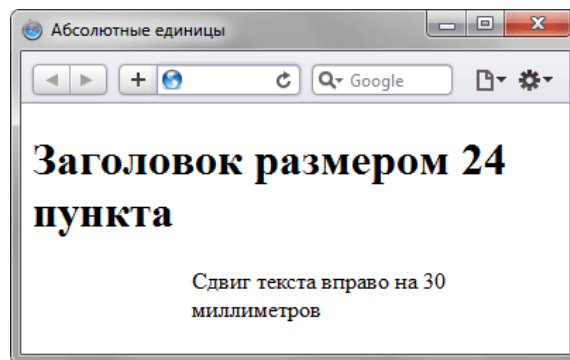 Абсолютные единицы
Google
Заголовок размером 24
пункта
Сдвиг текста вправо на 30
миллиметров